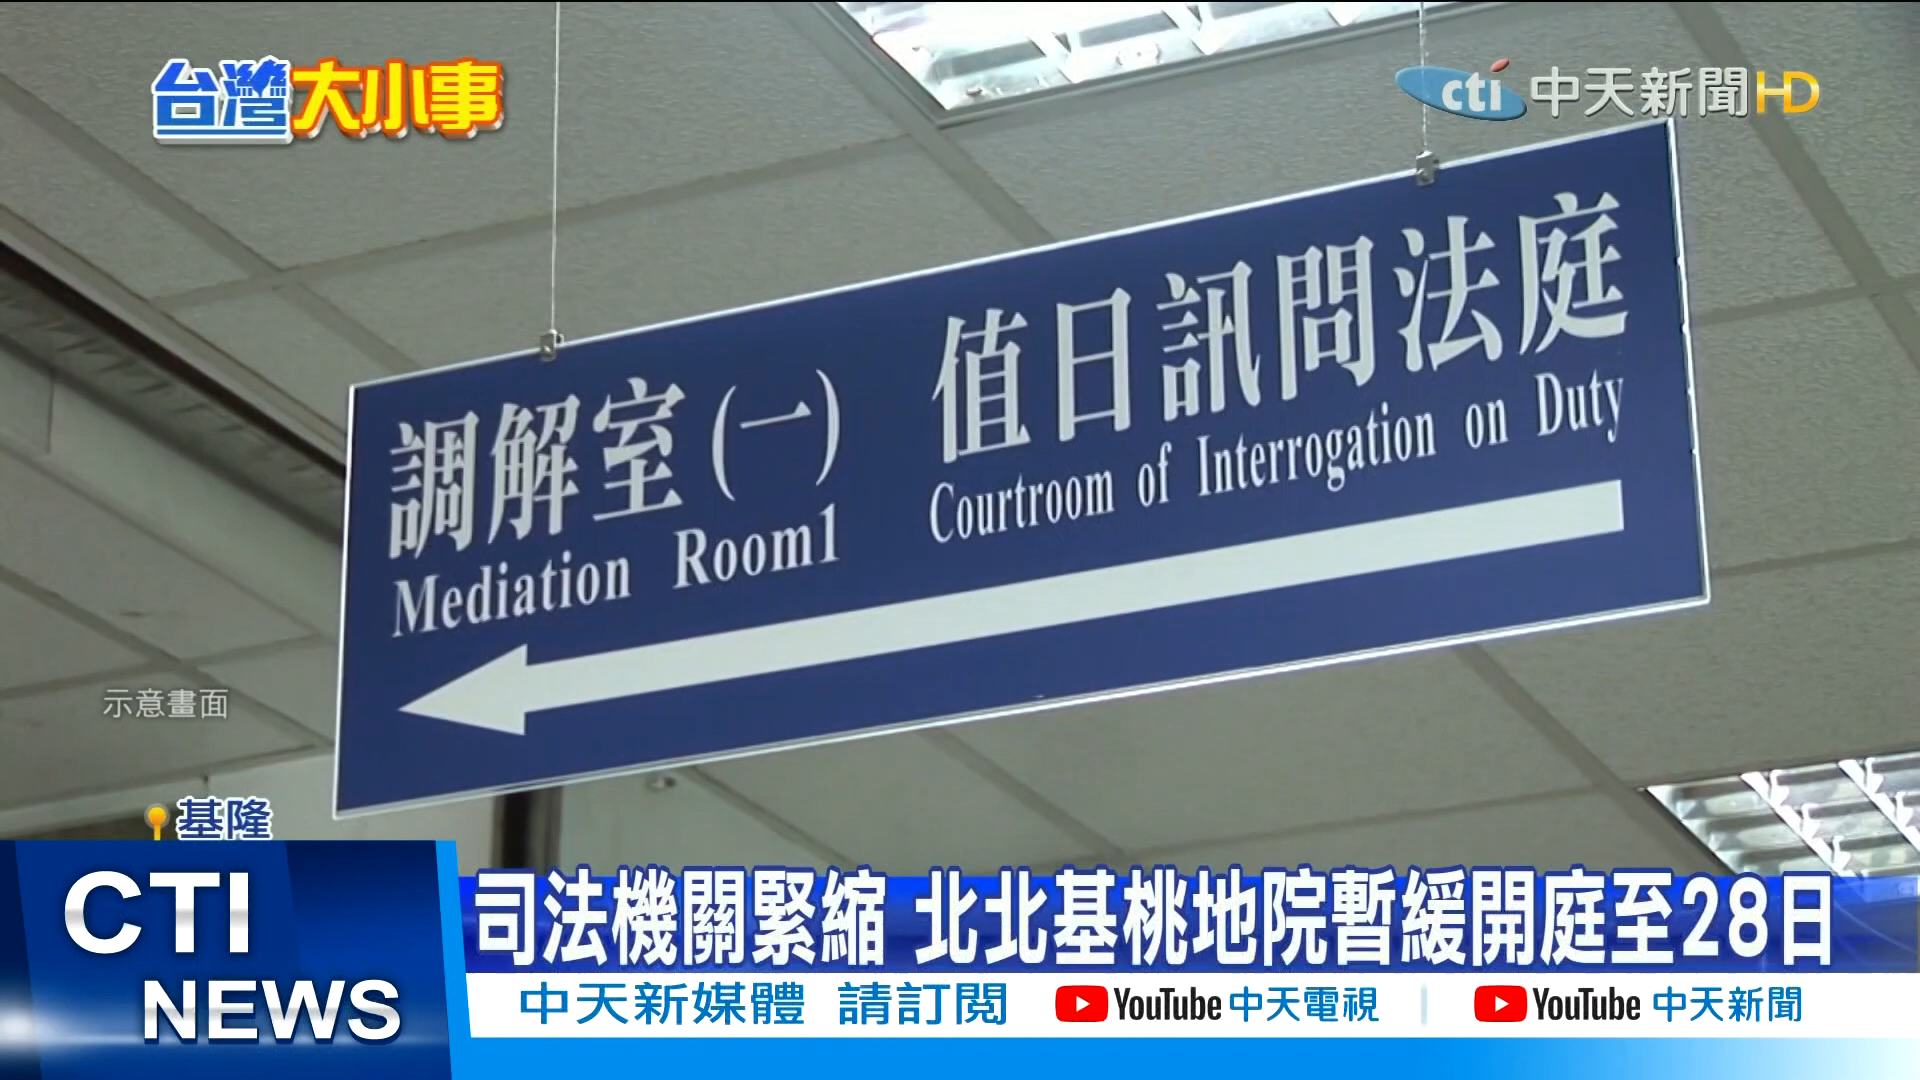 台灣大小事
cti 中天新聞HD
調解室(一) 值日訊問法庭
Mediation Room1 Courtroom of Interrogation on Duty
示意畫面
基隆
CTI NEWS
司法機關緊縮 北北基桃地院暫緩開庭至28日
中天新媒體 請訂閱 YouTube 中天電視 YouTube 中天新聞